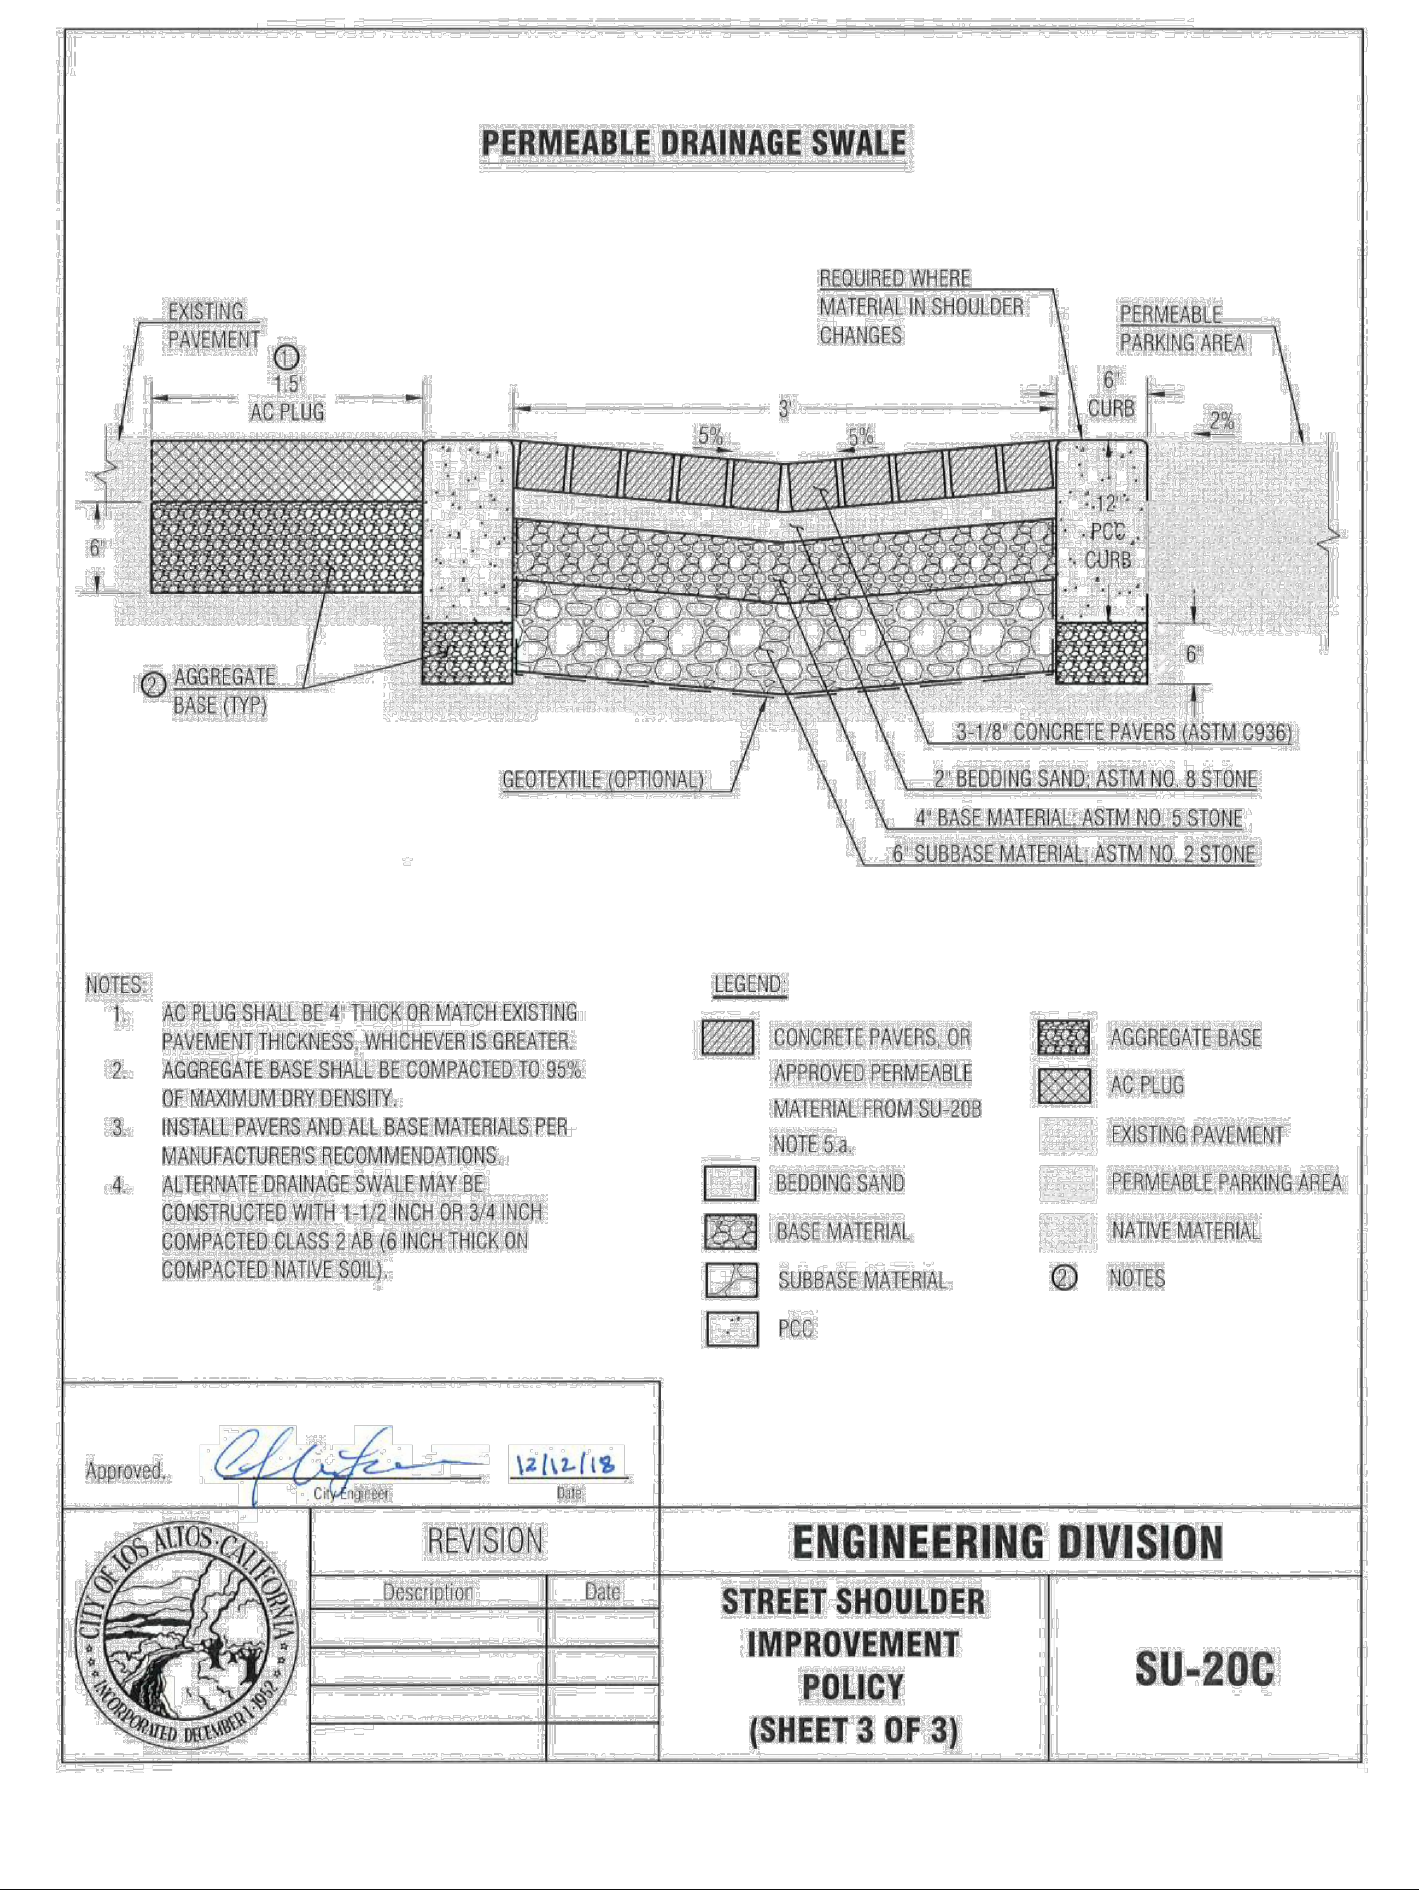 PERMEABLE DRAINAGE SWALE
REQUIRED WHERE
MATERIAL IN SHOULDER
CHANGES
EXISTING
PAVEMENT
PERMEABLE
PARKING AREA
1
1.5'
AC PLUG
3'
6"
CURB
5%
5%
2%
6"
12"
PCC
CURB
6"
2 AGGREGATE
BASE (TYP)
3-1/8" CONCRETE PAVERS (ASTM C936)
GEOTEXTILE (OPTIONAL)
2" BEDDING SAND; ASTM NO. 8 STONE
4" BASE MATERIAL; ASTM NO. 5 STONE
6" SUBBASE MATERIAL; ASTM NO. 2 STONE
NOTES:
1. AC PLUG SHALL BE 4" THICK OR MATCH EXISTING
PAVEMENT THICKNESS, WHICHEVER IS GREATER.
2. AGGREGATE BASE SHALL BE COMPACTED TO 95%
OF MAXIMUM DRY DENSITY.
3. INSTALL PAVERS AND ALL BASE MATERIALS PER
MANUFACTURER'S RECOMMENDATIONS.
4. ALTERNATE DRAINAGE SWALE MAY BE
CONSTRUCTED WITH 1-1/2 INCH OR 3/4 INCH
COMPACTED CLASS 2 AB (6 INCH THICK ON
COMPACTED NATIVE SOIL).
LEGEND
CONCRETE PAVERS, OR
APPROVED PERMEABLE
MATERIAL FROM SU-20B
NOTE 5.a.
BEDDING SAND
BASE MATERIAL
SUBBASE MATERIAL
PCC
AGGREGATE BASE
AC PLUG
EXISTING PAVEMENT
PERMEABLE PARKING AREA
NATIVE MATERIAL
2 NOTES
Approved.
12/12/18
City Engineer
Date
CITY OF LOS ALTOS · CALIFORNIA
INCORPORATED DECEMBER 1 · 1952
REVISION
Description Date
ENGINEERING DIVISION
STREET SHOULDER
IMPROVEMENT
POLICY
(SHEET 3 OF 3)
SU-20C